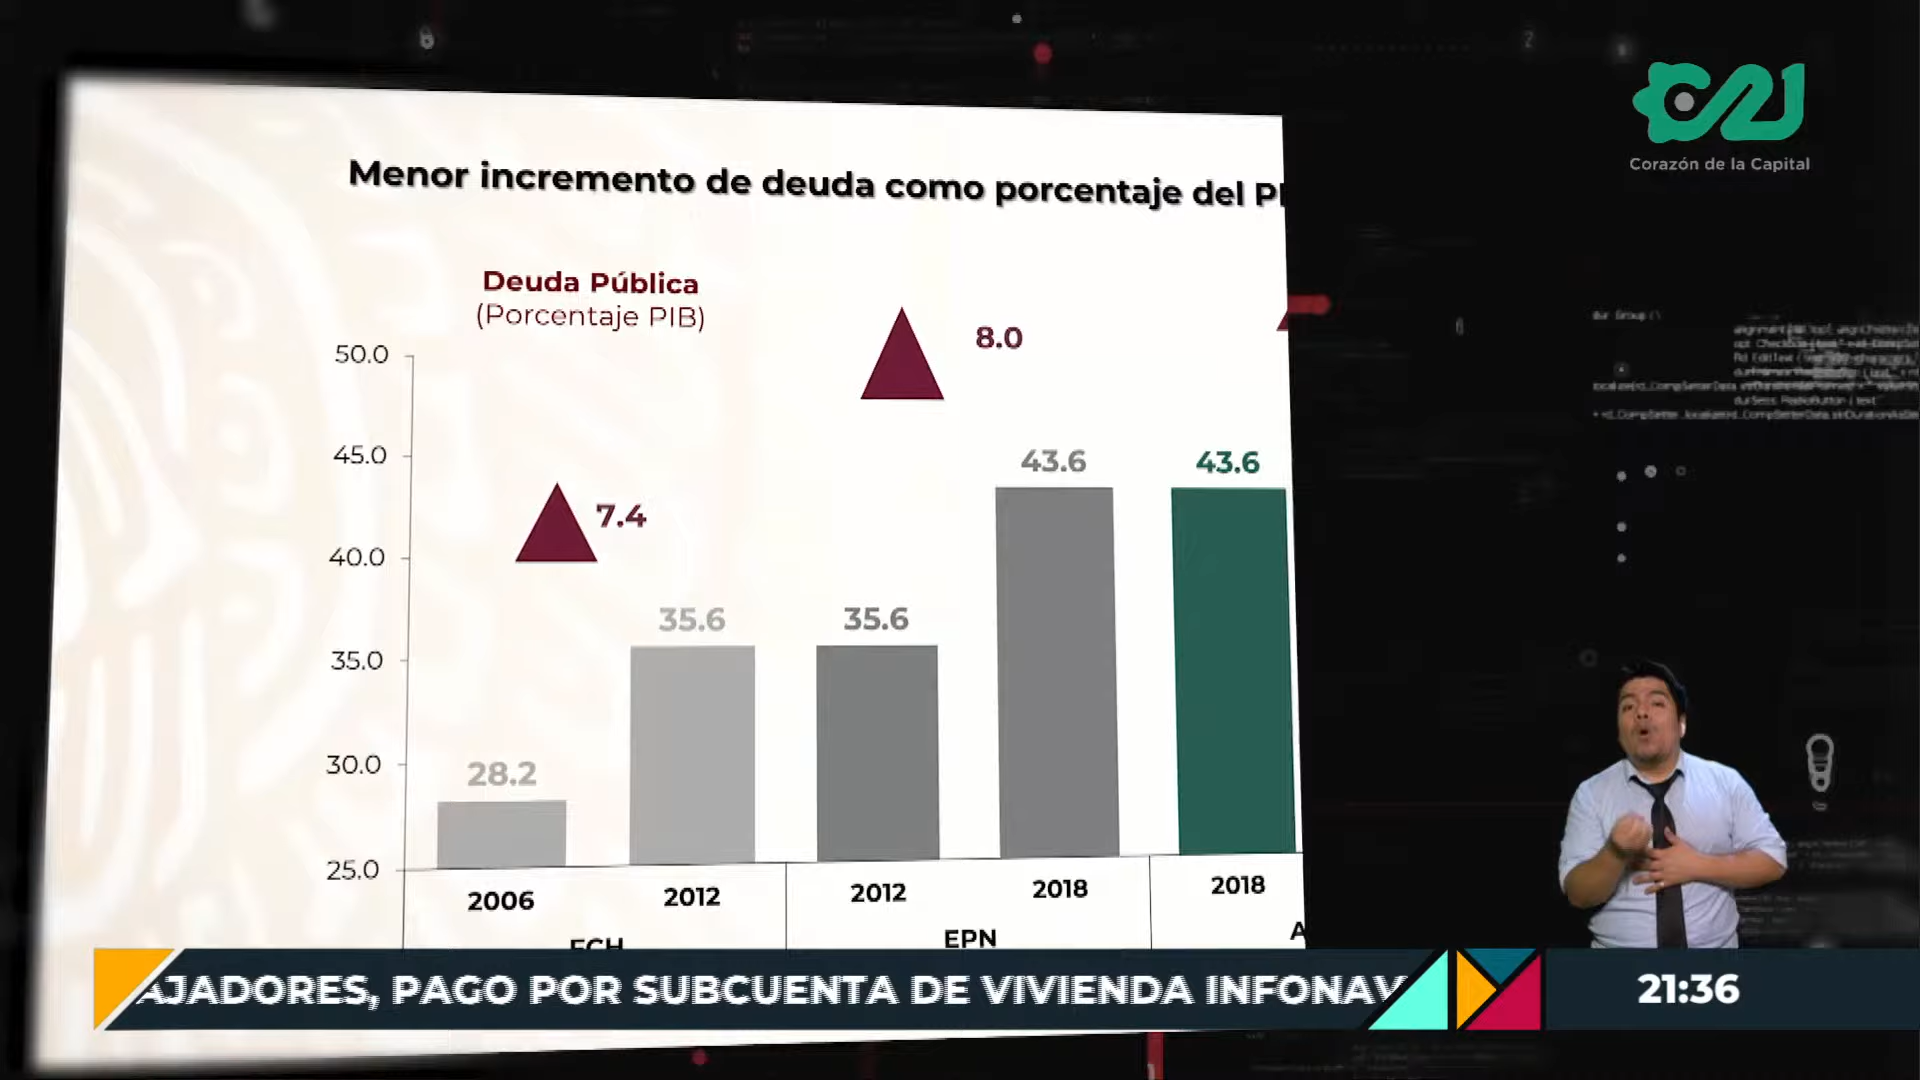 Corazón de la Capital
Menor incremento de deuda como porcentaje del
Deuda Pública
(Porcentaje PIB)
50.0
45.0
40.0
35.0
30.0
25.0
7.4
8.0
28.2
35.6
35.6
43.6
43.6
2006
2012
2012
2018
2018
FCH
EPN
AJADORES, PAGO POR SUBCUENTA DE VIVIENDA INFONAV
21:36